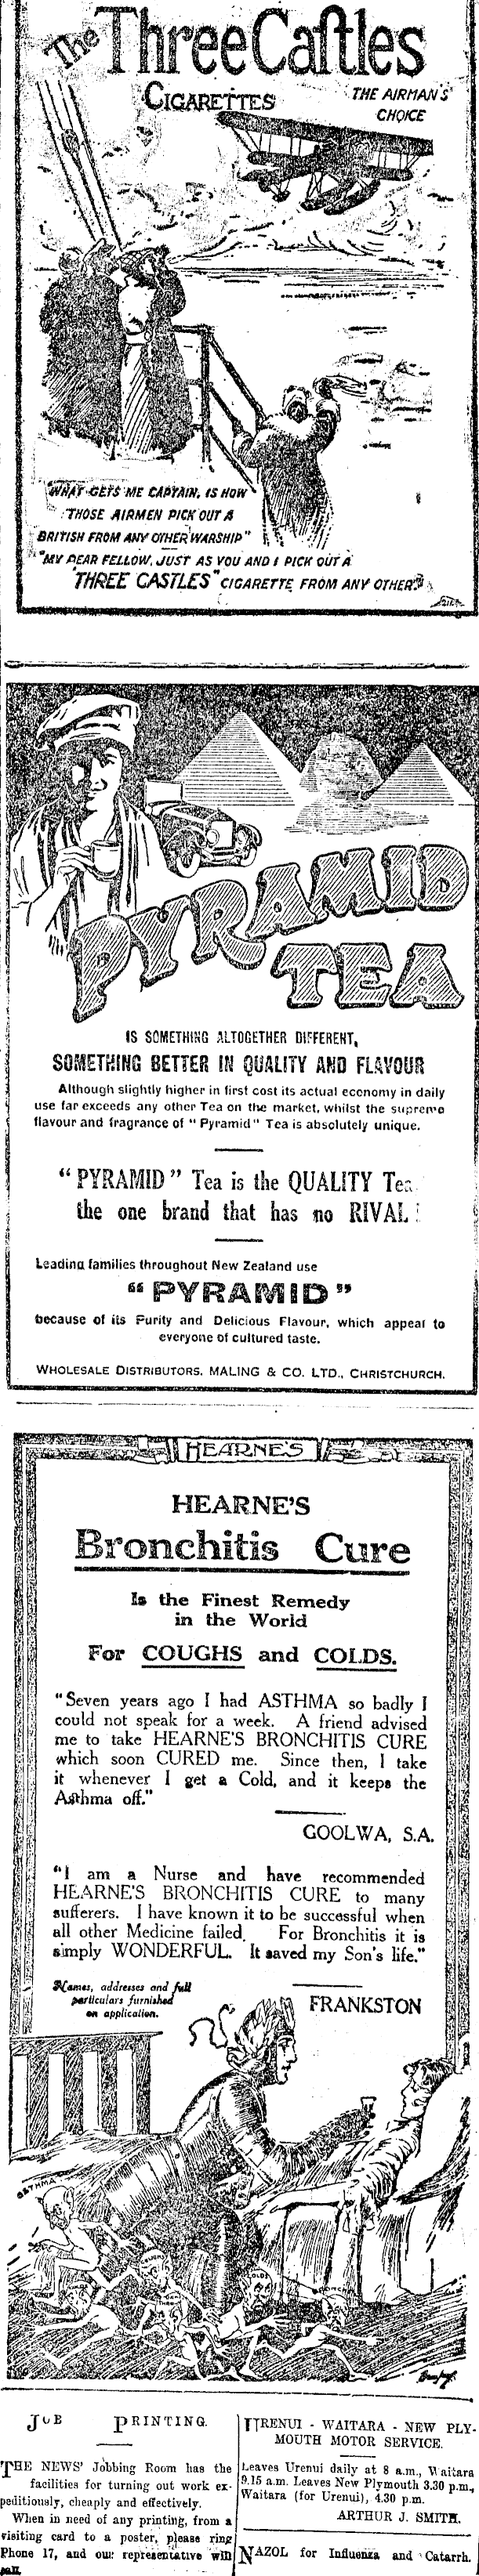 The Three Castles
CIGARETTES
THE AIRMAN'S
CHOICE
"WHAT GETS ME CAPTAIN, IS HOW
THOSE AIRMEN PICK OUT A
BRITISH FROM ANY OTHER WARSHIP"
"MY DEAR FELLOW, JUST AS YOU AND I PICK OUT A
"THREE CASTLES" CIGARETTE FROM ANY OTHER."
PYRAMID
TEA
IS SOMETHING ALTOGETHER DIFFERENT,
SOMETHING BETTER IN QUALITY AND FLAVOUR
Although slightly higher in first cost its actual economy in daily
use far exceeds any other Tea on the market, whilst the supreme
flavour and fragrance of "Pyramid" Tea is absolutely unique.
"PYRAMID" Tea is the QUALITY Tea
the one brand that has no RIVAL!
Leading families throughout New Zealand use
"PYRAMID"
because of its Purity and Delicious Flavour, which appeal to
everyone of cultured taste.
WHOLESALE DISTRIBUTORS. MALING & CO. LTD., CHRISTCHURCH.
HEARNE'S
HEARNE'S
Bronchitis Cure
Is the Finest Remedy
in the World
For COUGHS and COLDS.
"Seven years ago I had ASTHMA so badly I
could not speak for a week. A friend advised
me to take HEARNE'S BRONCHITIS CURE
which soon CURED me. Since then, I take
it whenever I get a Cold, and it keeps the
Asthma off."
GOOLWA, S.A.
"I am a Nurse and have recommended
HEARNE'S BRONCHITIS CURE to many
sufferers. I have known it to be successful when
all other Medicine failed. For Bronchitis it is
simply WONDERFUL. It saved my Son's life."
Names, addresses and full
particulars furnished
on application.
FRANKSTON
ASTHMA
COLDS
JOB PRINTING.
THE NEWS' Jobbing Room has the
facilities for turning out work ex-
peditiously, cheaply and effectively.
When in need of any printing, from a
visiting card to a poster, please ring
Phone 17, and our representative will
call.
URENUI - WAITARA - NEW PLY-
MOUTH MOTOR SERVICE.
Leaves Urenui daily at 8 a.m., Waitara
9.15 a.m. Leaves New Plymouth 3.30 p.m.,
Waitara (for Urenui), 4.30 p.m.
ARTHUR J. SMITH.
NAZOL for Influenza and Catarrh.